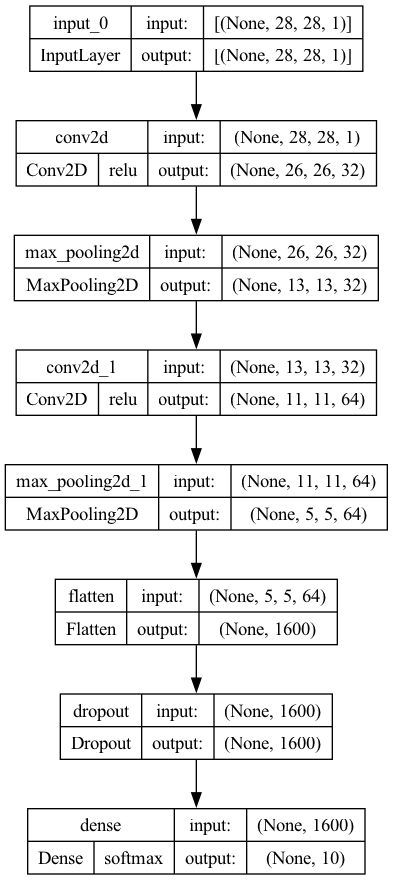 input_0 input: [(None, 28, 28, 1)]
InputLayer output: [(None, 28, 28, 1)]
conv2d input: (None, 28, 28, 1)
Conv2D relu output: (None, 26, 26, 32)
max_pooling2d input: (None, 26, 26, 32)
MaxPooling2D output: (None, 13, 13, 32)
conv2d_1 input: (None, 13, 13, 32)
Conv2D relu output: (None, 11, 11, 64)
max_pooling2d_1 input: (None, 11, 11, 64)
MaxPooling2D output: (None, 5, 5, 64)
flatten input: (None, 5, 5, 64)
Flatten output: (None, 1600)
dropout input: (None, 1600)
Dropout output: (None, 1600)
dense input: (None, 1600)
Dense softmax output: (None, 10)